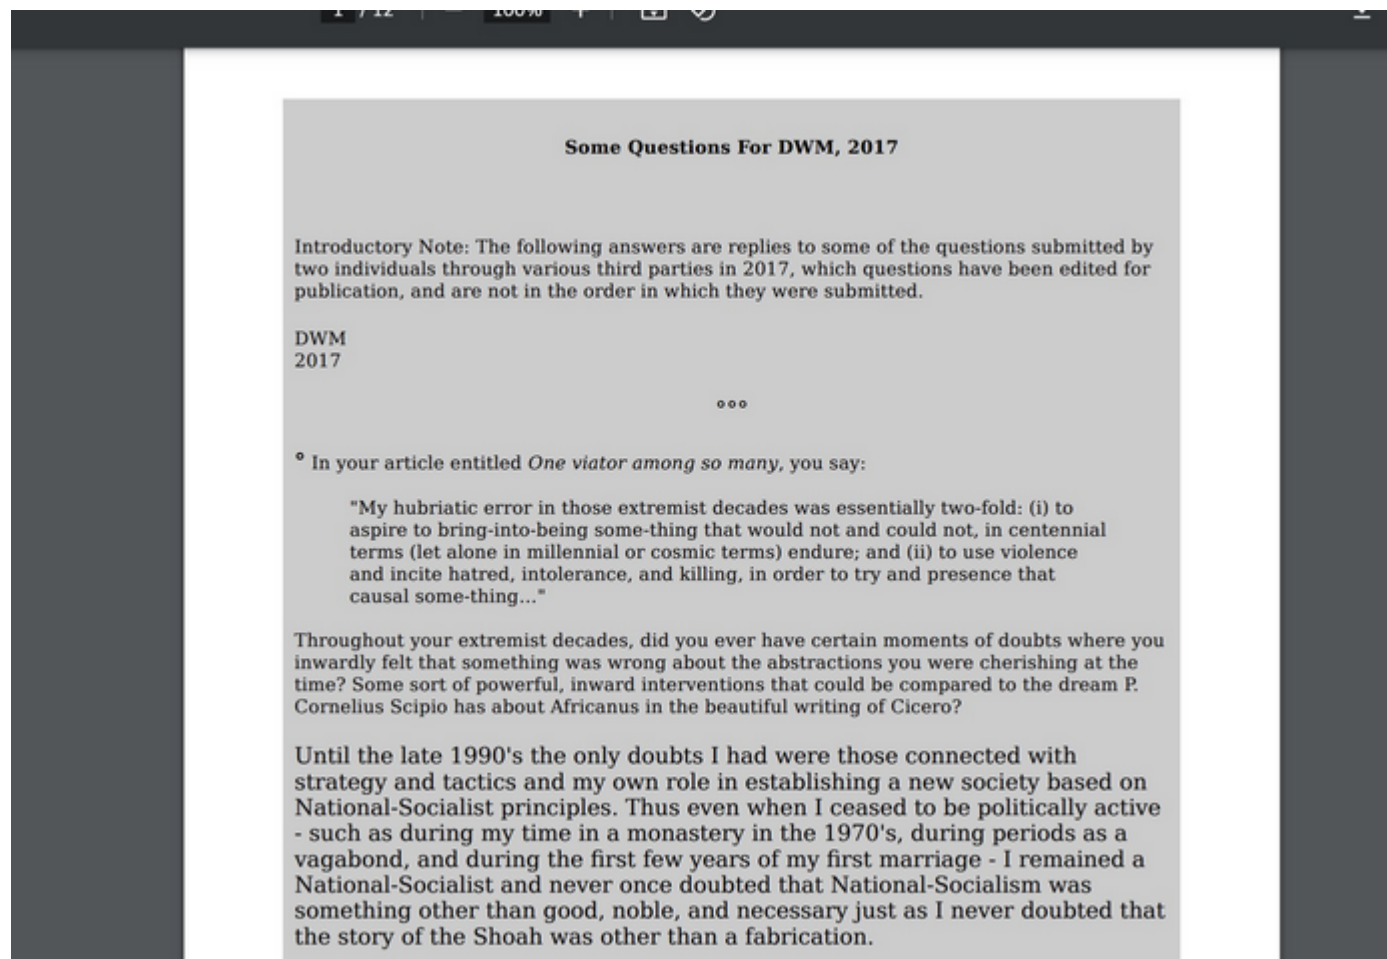 1 / 12 100%
Some Questions For DWM, 2017
Introductory Note: The following answers are replies to some of the questions submitted by
two individuals through various third parties in 2017, which questions have been edited for
publication, and are not in the order in which they were submitted.
DWM
2017
°°°
° In your article entitled One viator among so many, you say:
"My hubriatic error in those extremist decades was essentially two-fold: (i) to
aspire to bring-into-being some-thing that would not and could not, in centennial
terms (let alone in millennial or cosmic terms) endure; and (ii) to use violence
and incite hatred, intolerance, and killing, in order to try and presence that
causal some-thing..."
Throughout your extremist decades, did you ever have certain moments of doubts where you
inwardly felt that something was wrong about the abstractions you were cherishing at the
time? Some sort of powerful, inward interventions that could be compared to the dream P.
Cornelius Scipio has about Africanus in the beautiful writing of Cicero?
Until the late 1990's the only doubts I had were those connected with
strategy and tactics and my own role in establishing a new society based on
National-Socialist principles. Thus even when I ceased to be politically active
- such as during my time in a monastery in the 1970's, during periods as a
vagabond, and during the first few years of my first marriage - I remained a
National-Socialist and never once doubted that National-Socialism was
something other than good, noble, and necessary just as I never doubted that
the story of the Shoah was other than a fabrication.